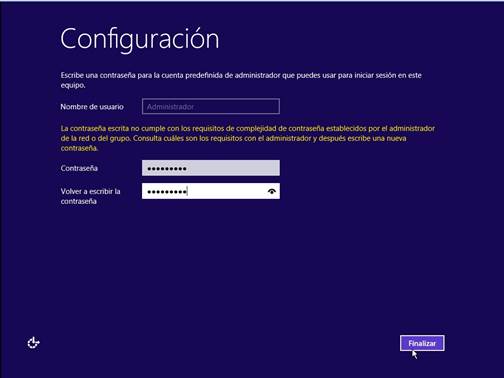 Configuración
Escribe una contraseña para la cuenta predefinida de administrador que puedes usar para iniciar sesión en este
equipo.
Nombre de usuario
Administrador
La contraseña escrita no cumple con los requisitos de complejidad de contraseña establecidos por el administrador
de la red o del grupo. Consulta cuáles son los requisitos con el administrador y después escribe una nueva
contraseña.
Contraseña
•••••••••
Volver a escribir la
contraseña
•••••••••
Finalizar